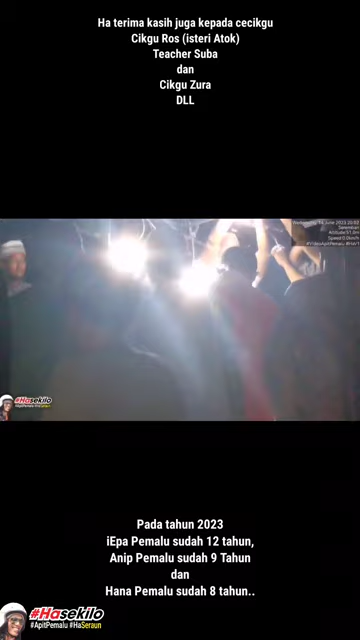 Ha terima kasih juga kepada cecikgu
Cikgu Ros (isteri Atok)
Teacher Suba
dan
Cikgu Zura
DLL
#Hasekilo
Pada tahun 2023
iEpa Pemalu sudah 12 tahun,
Anip Pemalu sudah 9 Tahun
dan
Hana Pemalu sudah 8 tahun..
#Hasekilo
#ApitPemalu #HaSeraun